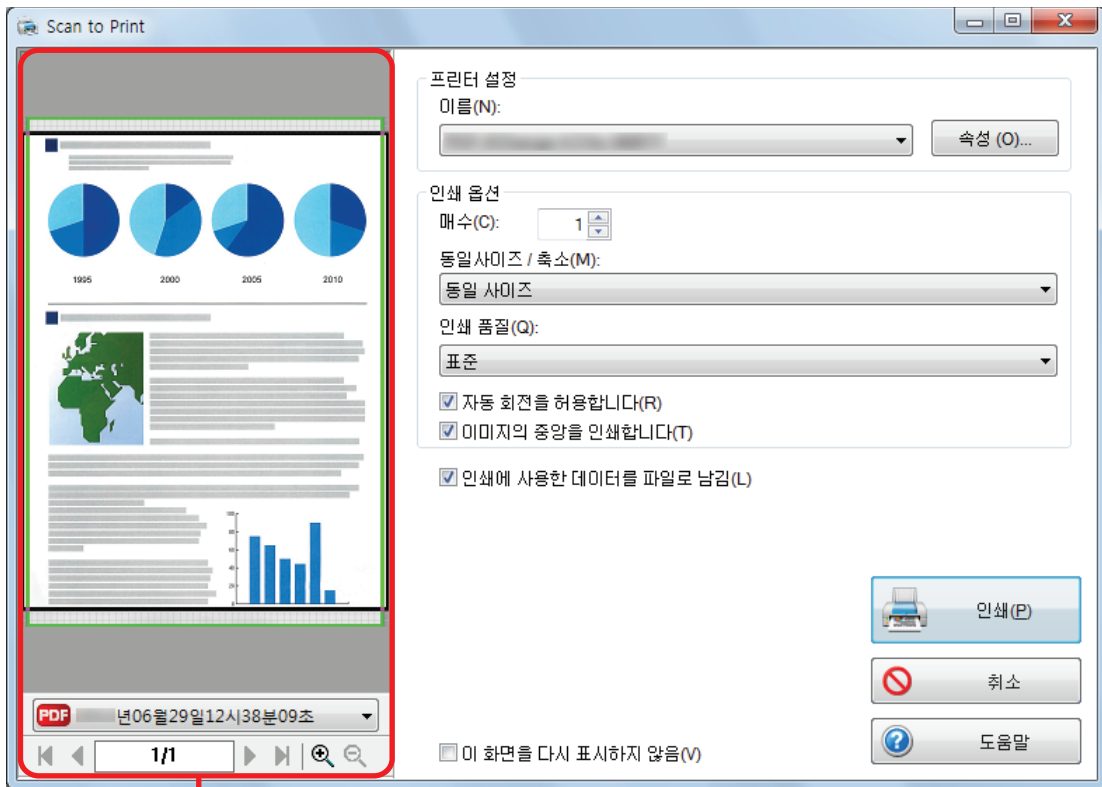 Scan to Print
프린터 설정
이름(N):
속성 (O)...
인쇄 옵션
매수(C):
1
동일사이즈 / 축소(M):
동일 사이즈
인쇄 품질(Q):
표준
자동 회전을 허용합니다(R)
이미지의 중앙을 인쇄합니다(T)
인쇄에 사용한 데이터를 파일로 남김(L)
인쇄(P)
취소
도움말
이 화면을 다시 표시하지 않음(V)
1995 2000 2005 2010
100
80
60
40
20
0
PDF 년06월29일12시38분09초
1/1